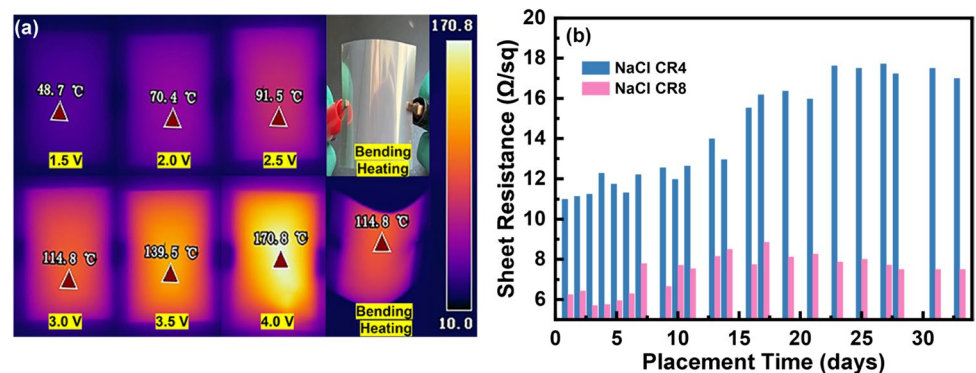 (a)
170.8
48.7 ℃
1.5 V
70.4 ℃
2.0 V
91.5 ℃
2.5 V
Bending
Heating
114.8 ℃
3.0 V
139.5 ℃
3.5 V
170.8 ℃
4.0 V
114.8 ℃
Bending
Heating
10.0
(b)
NaCl CR4
NaCl CR8
Sheet Resistance (Ω/sq)
18
16
14
12
10
8
6
0 5 10 15 20 25 30
Placement Time (days)